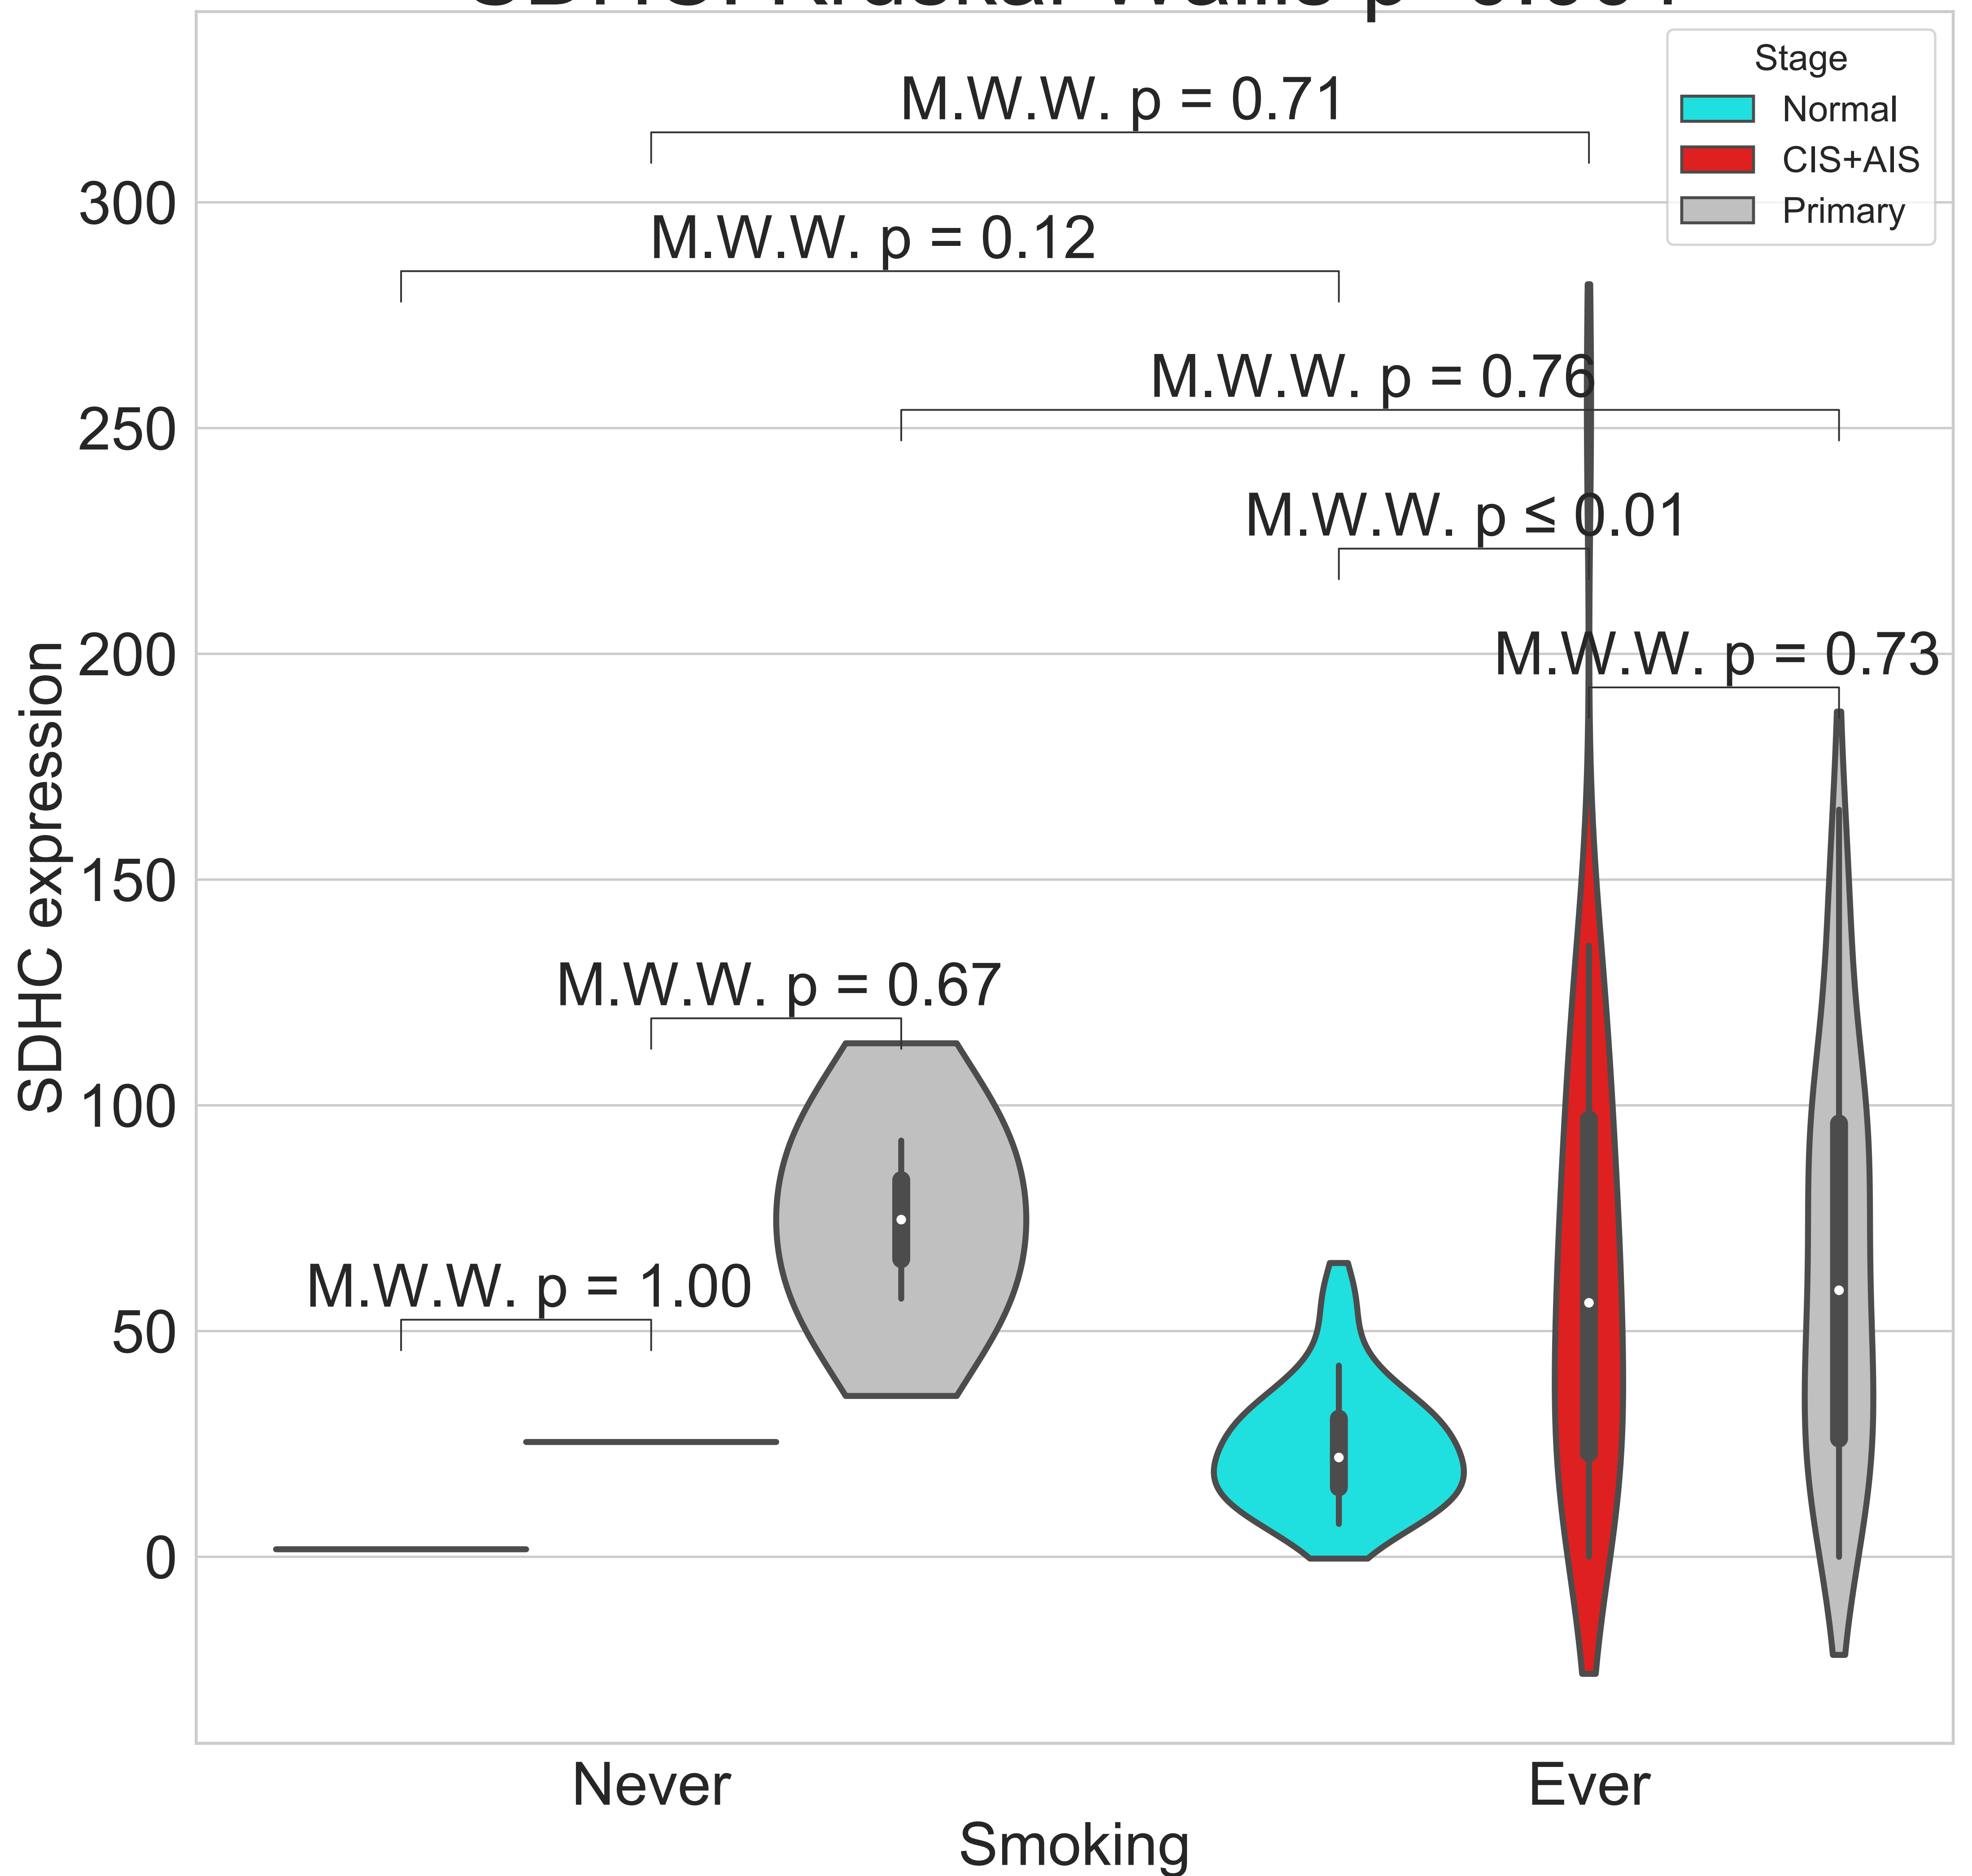 Stage
Normal
CIS+AIS
Primary
M.W.W. p = 0.71
300
M.W.W. p = 0.12
M.W.W. p = 0.76
250
M.W.W. p ≤ 0.01
200
M.W.W. p = 0.73
150
M.W.W. p = 0.67
100
M.W.W. p = 1.00
50
0
SDHC expression
Never
Ever
Smoking